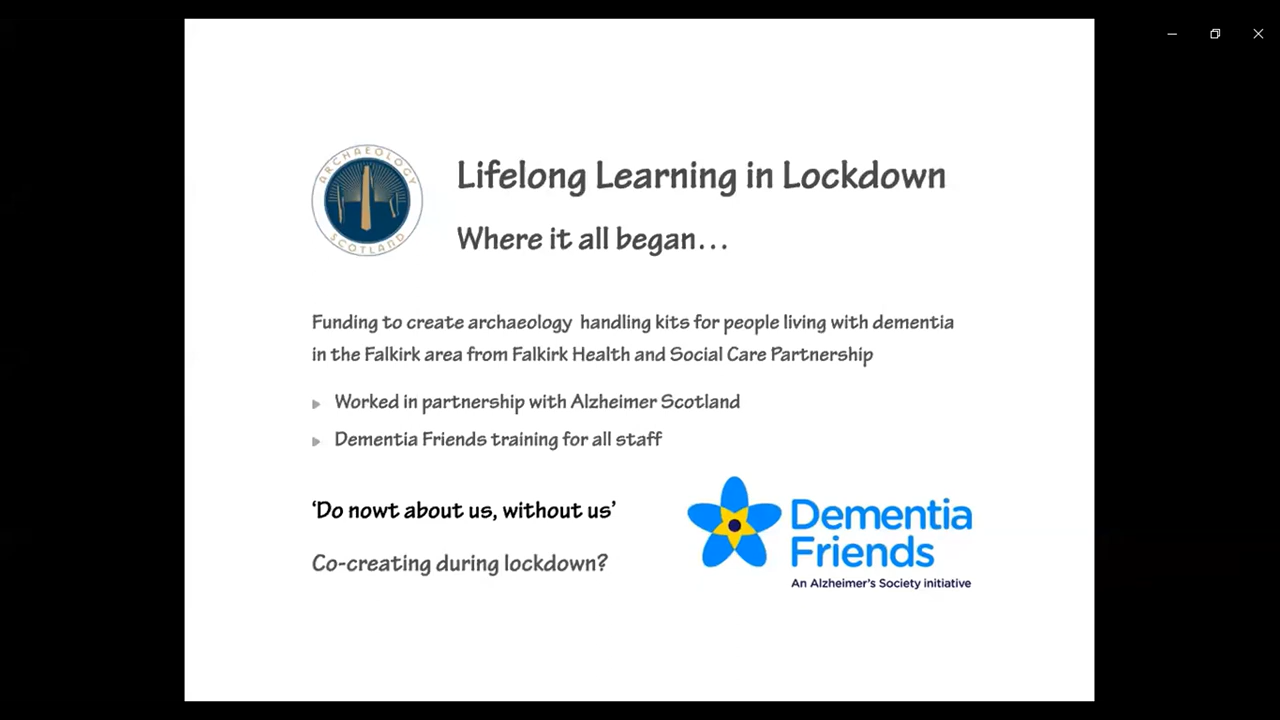 ARCHAEOLOGY
SCOTLAND
Lifelong Learning in Lockdown
Where it all began...
Funding to create archaeology handling kits for people living with dementia
in the Falkirk area from Falkirk Health and Social Care Partnership
Worked in partnership with Alzheimer Scotland
Dementia Friends training for all staff
‘Do nowt about us, without us’
Co-creating during lockdown?
Dementia
Friends
An Alzheimer's Society initiative